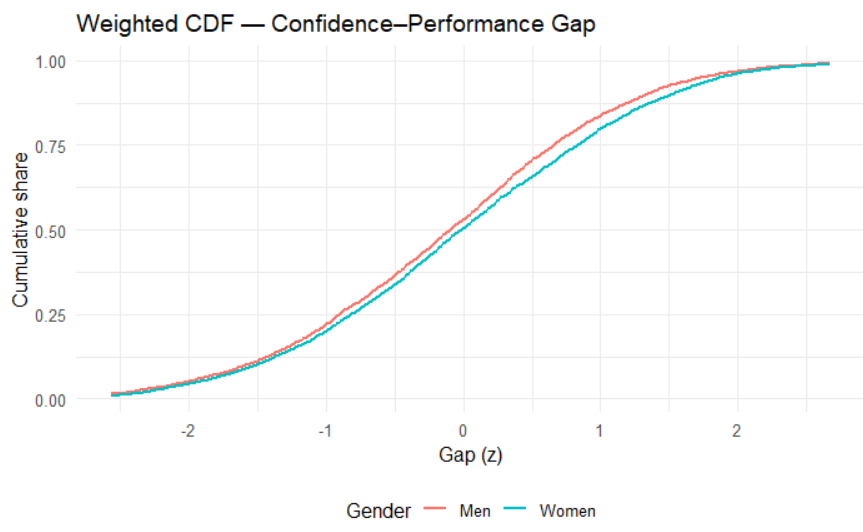 Weighted CDF — Confidence–Performance Gap
1.00
0.75
0.50
0.25
0.00
Cumulative share
-2 -1 0 1 2
Gap (z)
Gender Men Women